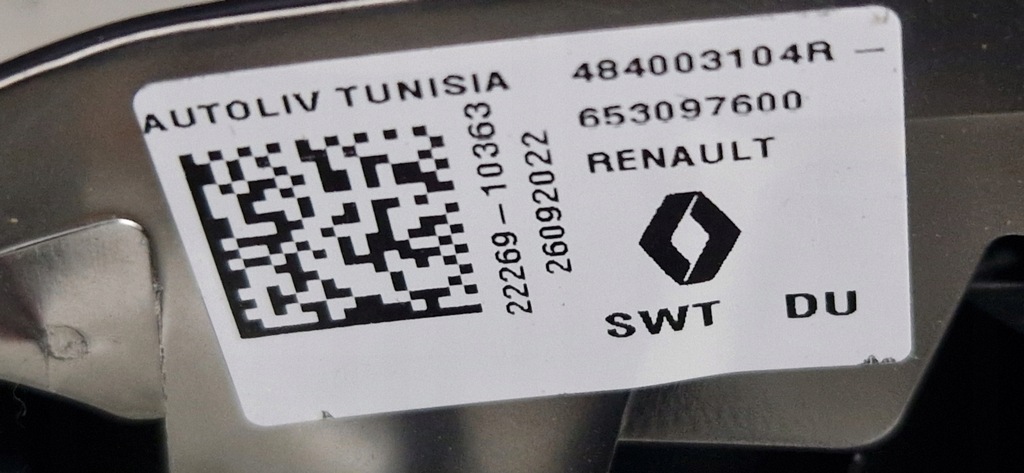 AUTOLIV TUNISIA
22269-10363
26092022
484003104R -
653097600
RENAULT
SWT DU